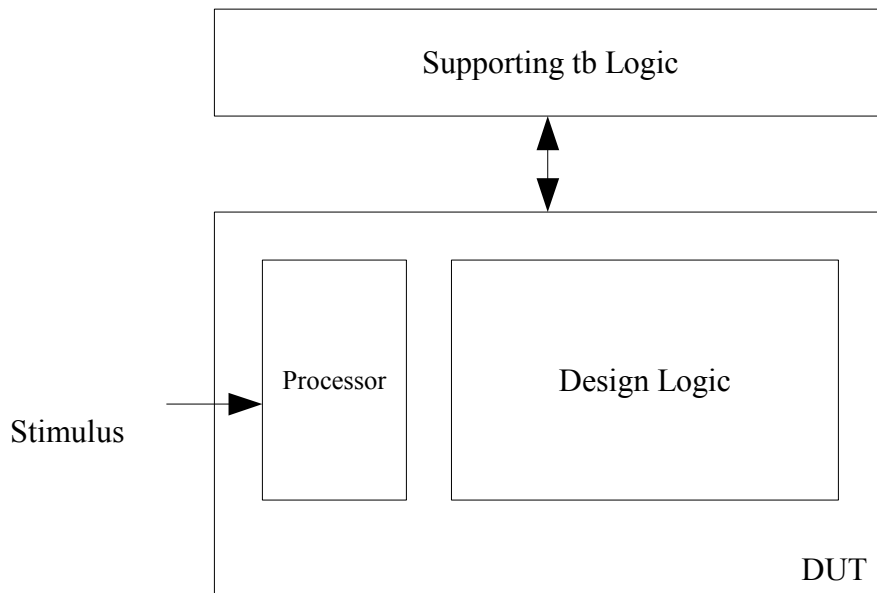 Supporting tb Logic
Processor
Design Logic
Stimulus
DUT